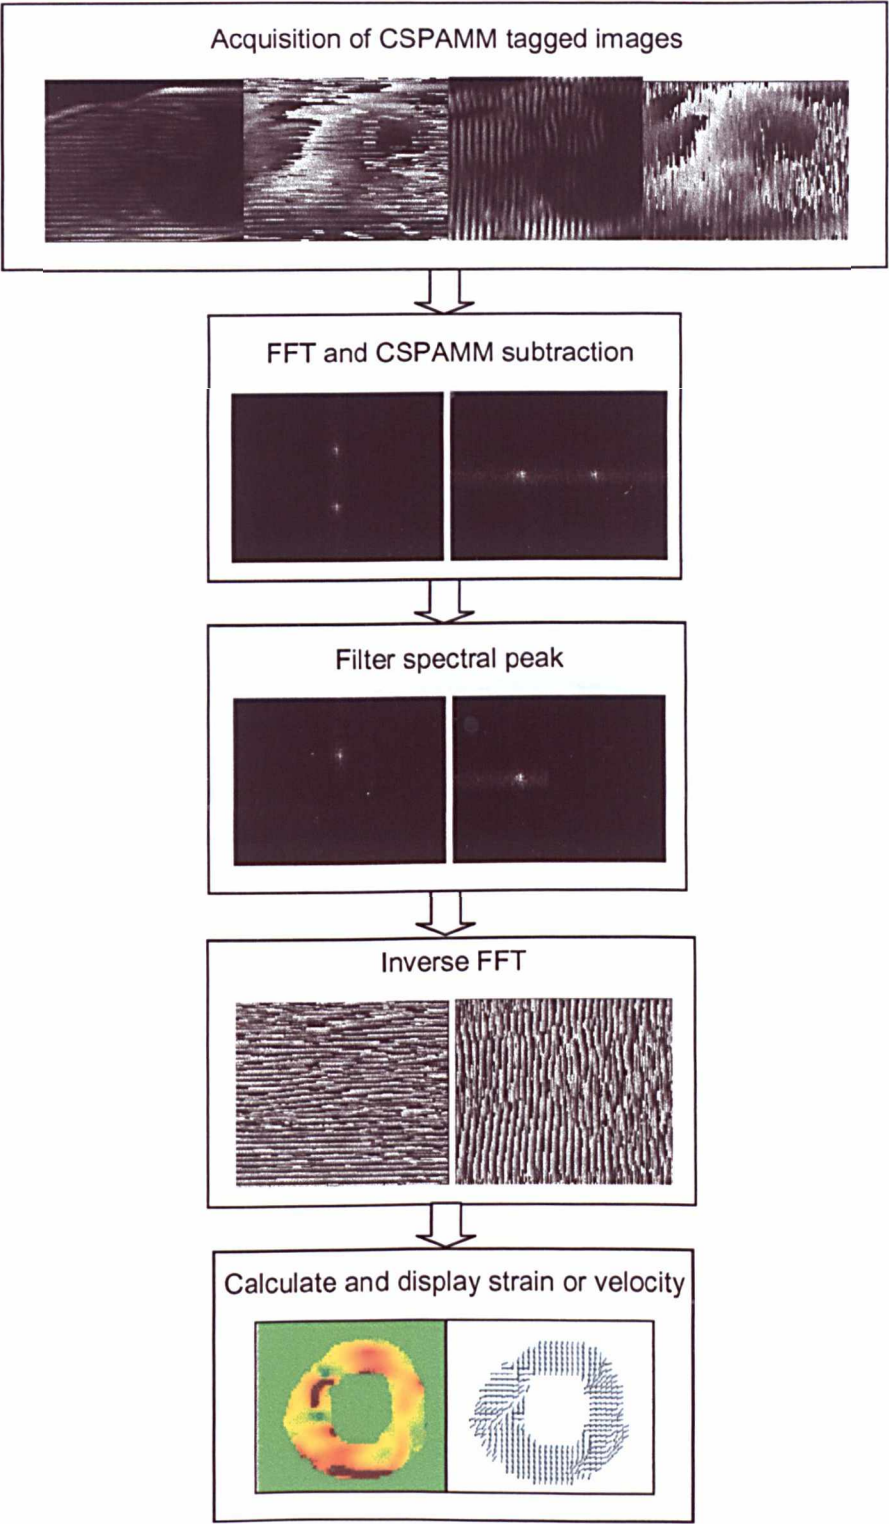 Acquisition of CSPAMM tagged images
FFT and CSPAMM subtraction
Filter spectral peak
Inverse FFT
Calculate and display strain or velocity